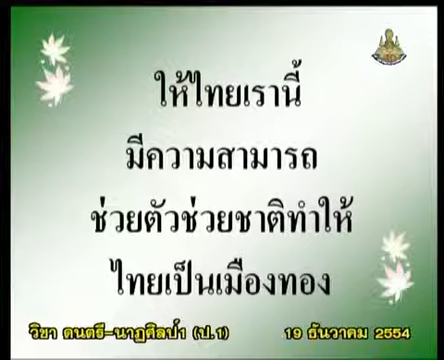 ให้ไทยเรานี้
มีความสามารถ
ช่วยตัวช่วยชาติทำให้
ไทยเป็นเมืองทอง
วิชา ดนตรี-นาฏศิลป์1 (ป.1) 19 ธันวาคม 2554